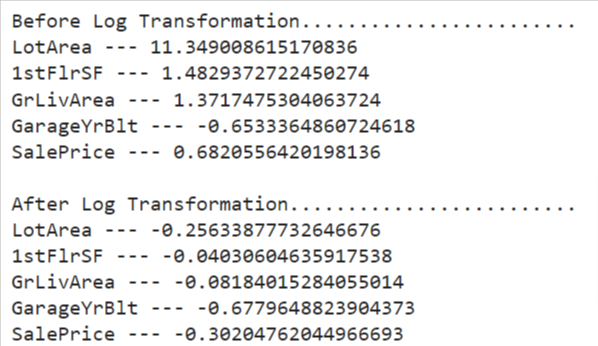 Before Log Transformation.........................
LotArea --- 11.349008615170836
1stFlrSF --- 1.4829372722450274
GrLivArea --- 1.3717475304063724
GarageYrBlt --- -0.6533364860724618
SalePrice --- 0.6820556420198136
After Log Transformation..........................
LotArea --- -0.25633877732646676
1stFlrSF --- -0.04030604635917538
GrLivArea --- -0.08184015284055014
GarageYrBlt --- -0.6779648823904373
SalePrice --- -0.30204762044966693